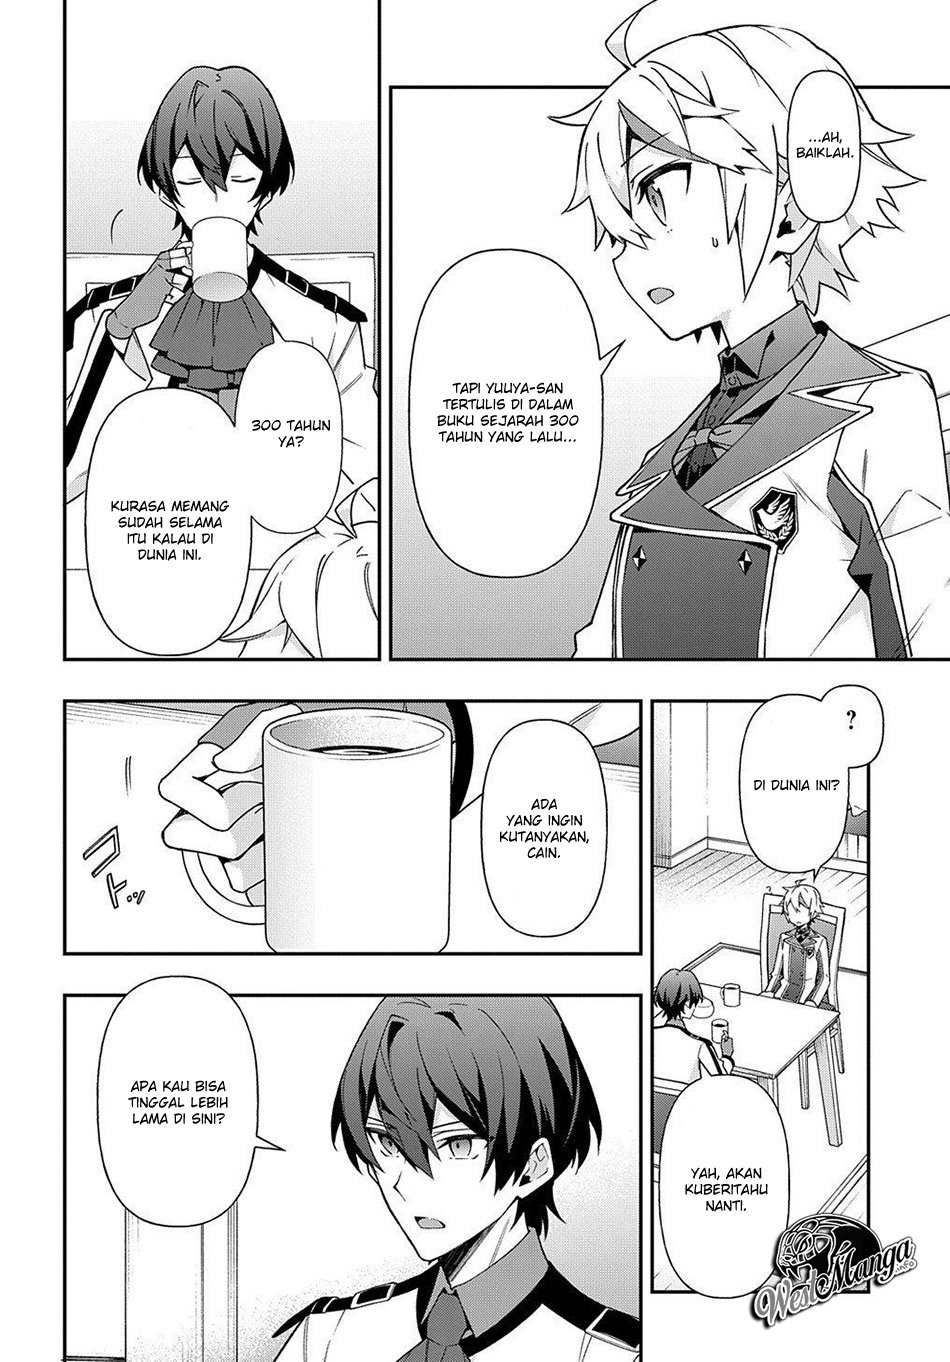 ...AH,
BAIKLAH.
TAPI YUUYA-SAN
TERTULIS DI DALAM
BUKU SEJARAH 300
TAHUN YANG LALU...
300 TAHUN
YA?
KURASA MEMANG
SUDAH SELAMA
ITU KALAU DI
DUNIA INI.
?
DI DUNIA INI?
YAH, AKAN
KUBERITAHU
NANTI.
ADA
YANG INGIN
KUTANYAKAN,
CAIN.
コト...
APA KAU BISA
TINGGAL LEBIH
LAMA DI SINI?
WestManga
.info